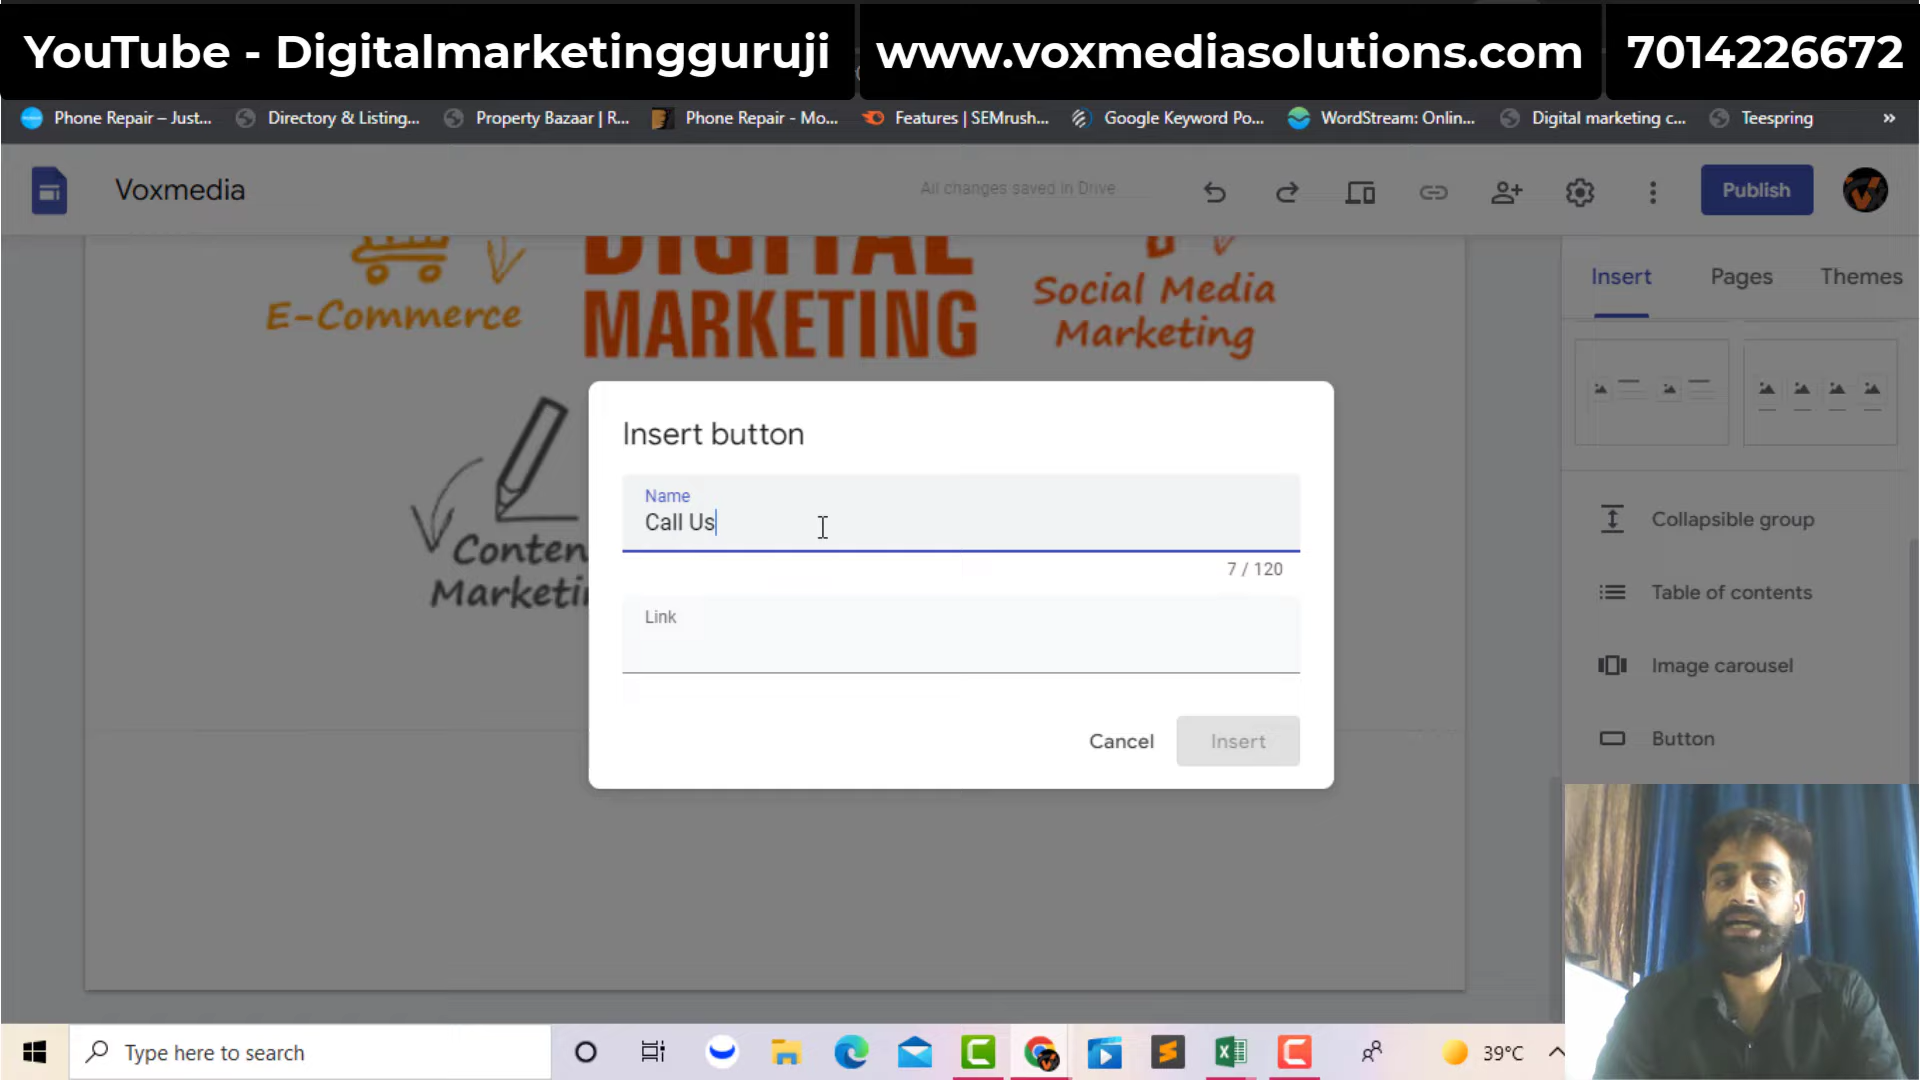 YouTube - Digitalmarketingguruji www.voxmediasolutions.com 7014226672
Phone Repair – Just... Directory & Listing... Property Bazaar | R... Phone Repair - Mo... Features | SEMrush... Google Keyword Po... WordStream: Onlin... Digital marketing c... Teespring »
Voxmedia All changes saved in Drive Publish
Insert Pages Themes
DIGITAL
MARKETING
E-Commerce
Social Media
Marketing
Insert button
Name
Call Us
7 / 120
Link
Cancel Insert
Conten
Marketi
Collapsible group
Table of contents
Image carousel
Button
Type here to search 39°C